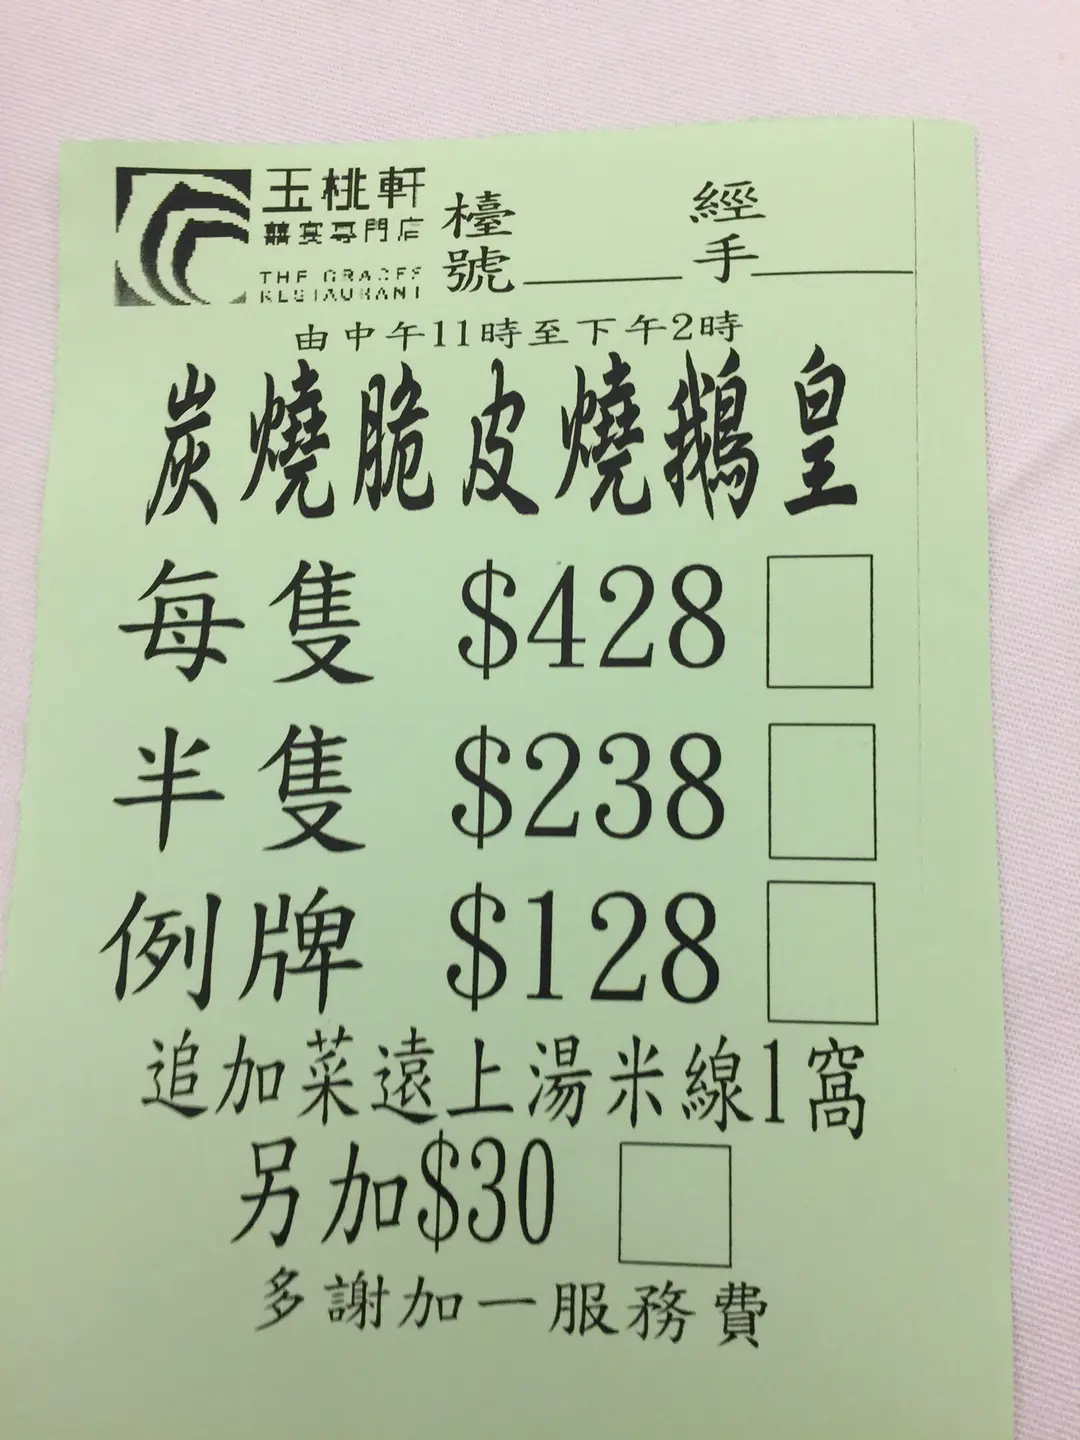 玉桃軒
囍宴專門店
THE GRACES
RESTAURANT
檯號
經手
由中午11時至下午2時
炭燒脆皮燒鵝皇
每隻 $428
半隻 $238
例牌 $128
追加菜遠上湯米線1窩
另加$30
多謝加一服務費